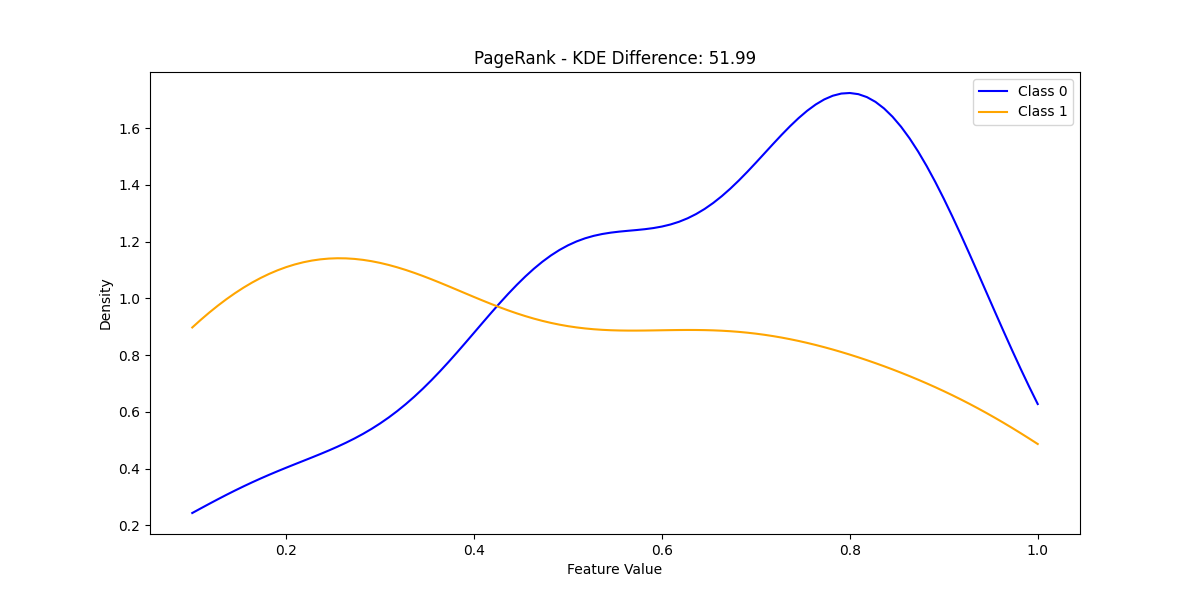 PageRank - KDE Difference: 51.99
Class 0
Class 1
Density
1.6
1.4
1.2
1.0
0.8
0.6
0.4
0.2
0.2 0.4 0.6 0.8 1.0
Feature Value